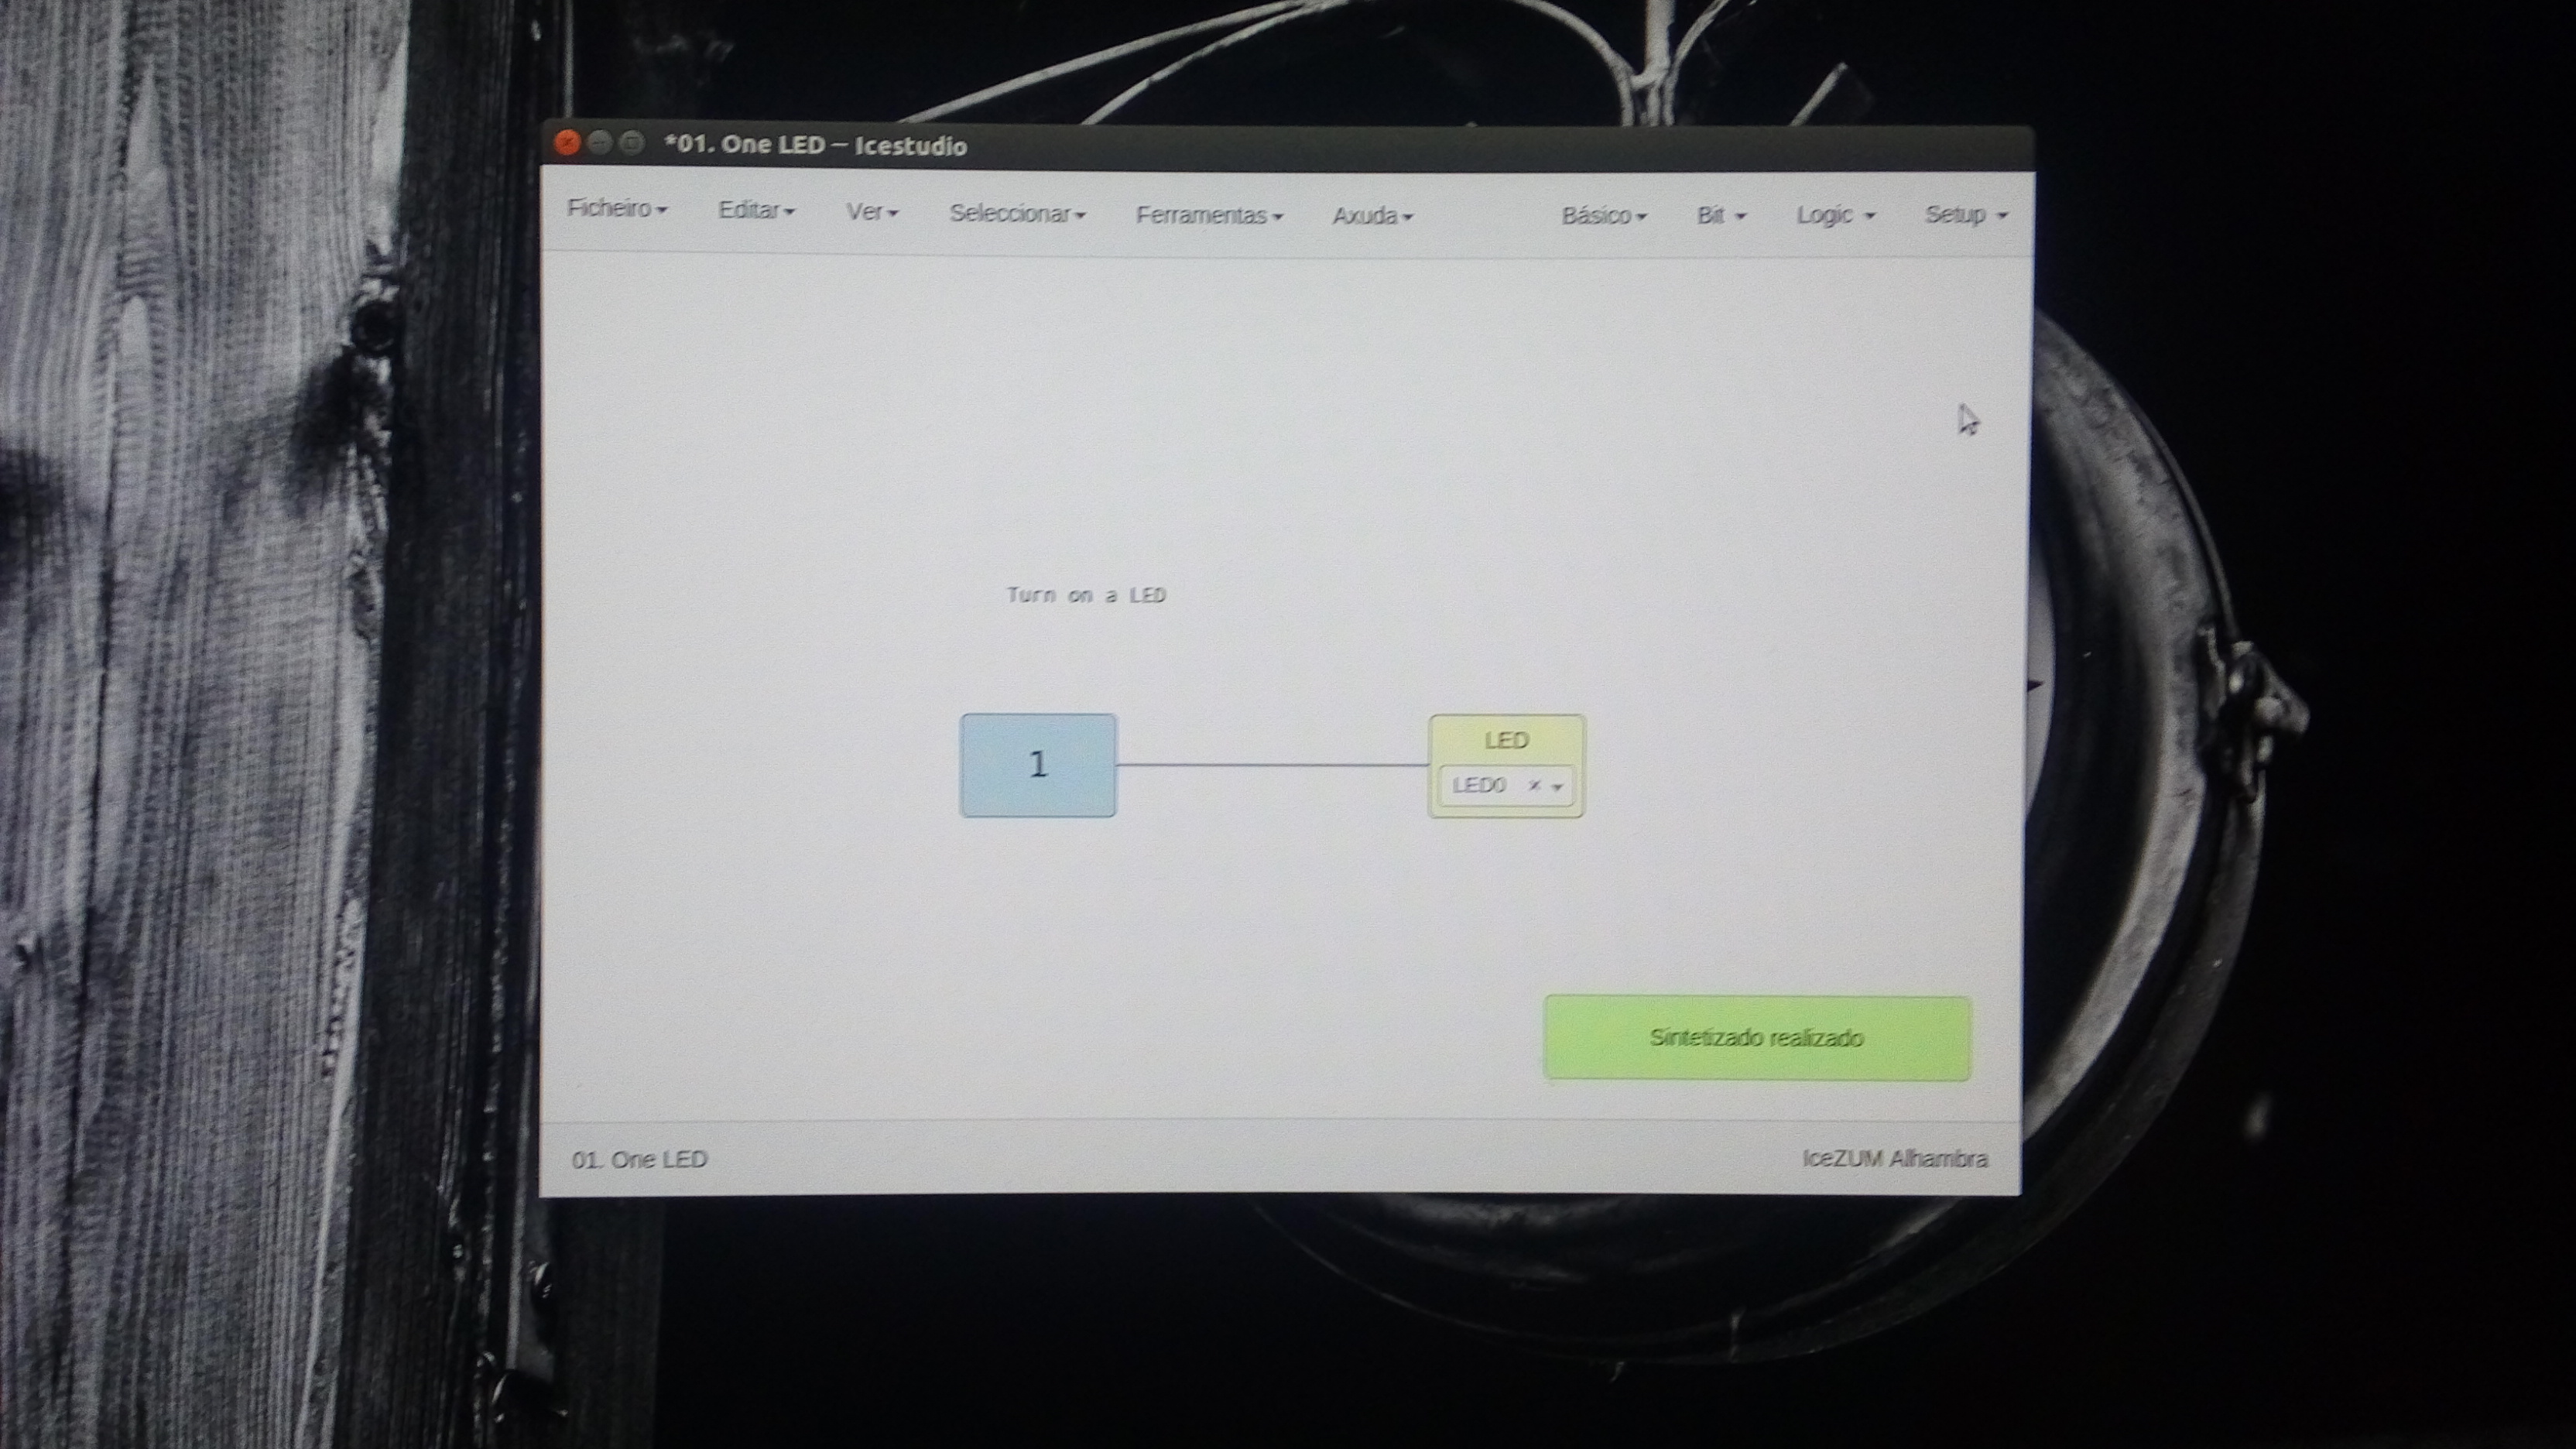 *01. One LED — Icestudio
Ficheiro Editar Ver Seleccionar Ferramentas Axuda Básico Bit Logic Setup
Turn on a LED
1
LED
LED0
Sintetizado realizado
01. One LED
IceZUM Alhambra